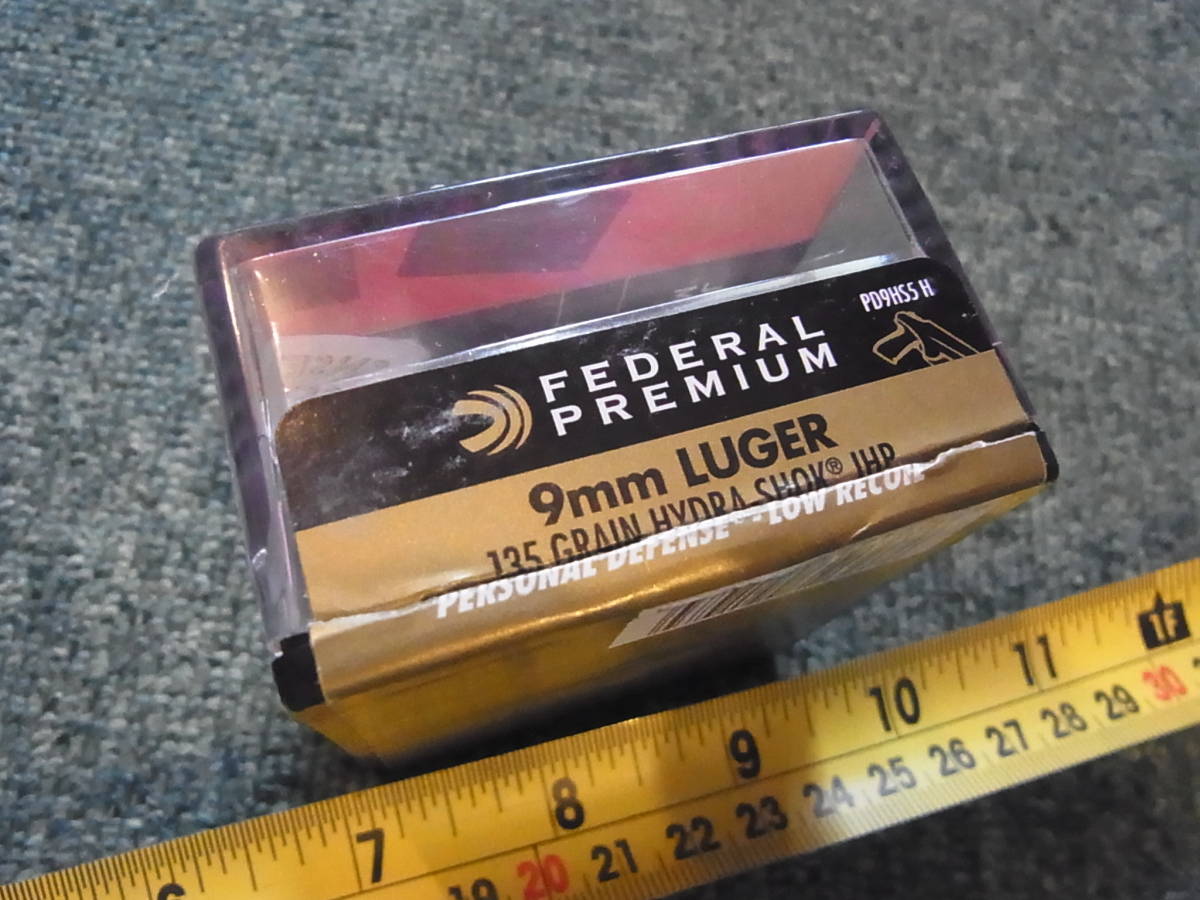 PD9HS5 H
FEDERAL
PREMIUM
9mm LUGER
135 GRAIN HYDRA-SHOK® JHP
PERSONAL DEFENSE® - LOW RECOIL
6 7 8 9 10 11 1F
19 20 21 22 23 24 25 26 27 28 29 30